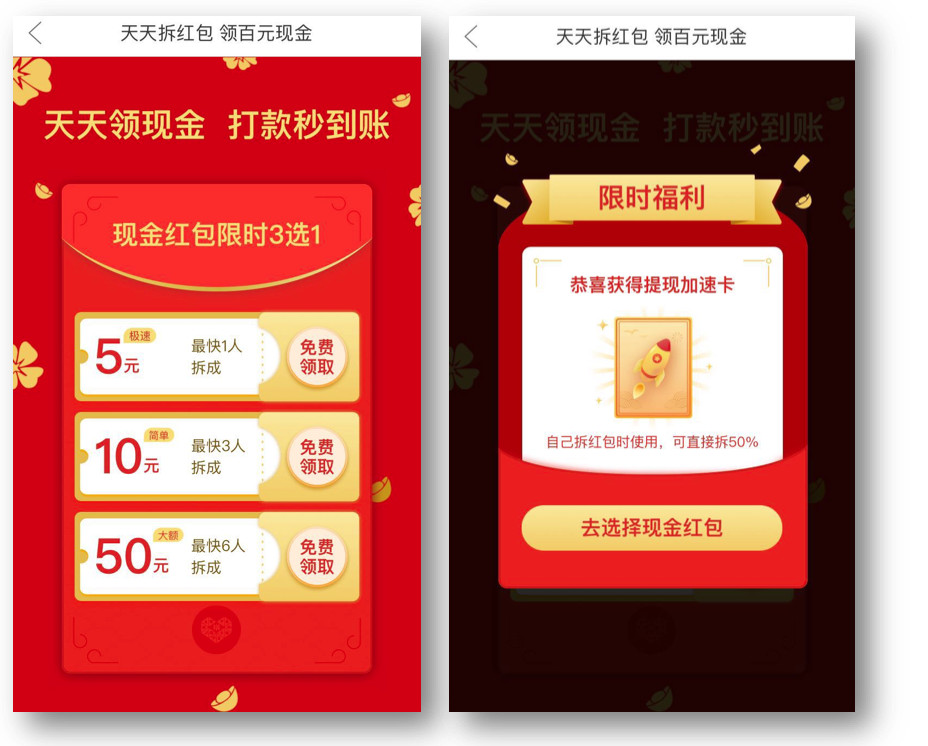 天天拆红包 领百元现金
天天领现金 打款秒到账
现金红包限时3选1
5元
极速
最快1人
拆成
免费
领取
10元
简单
最快3人
拆成
免费
领取
50元
大额
最快6人
拆成
免费
领取
天天拆红包 领百元现金
天天领现金 打款秒到账
限时福利
恭喜获得提现加速卡
自己拆红包时使用，可直接拆50%
去选择现金红包